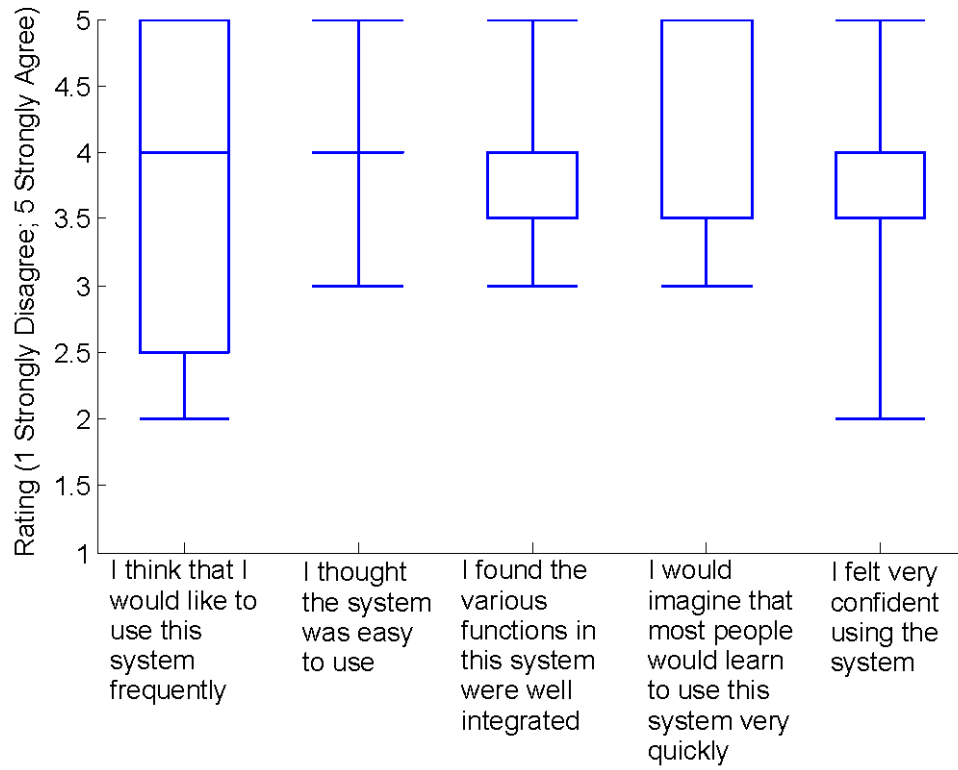 Rating (1 Strongly Disagree; 5 Strongly Agree)
5
4.5
4
3.5
3
2.5
2
1.5
1
I think that I
would like to
use this
system
frequently
I thought
the system
was easy
to use
I found the
various
functions in
this system
were well
integrated
I would
imagine that
most people
would learn
to use this
system very
quickly
I felt very
confident
using the
system